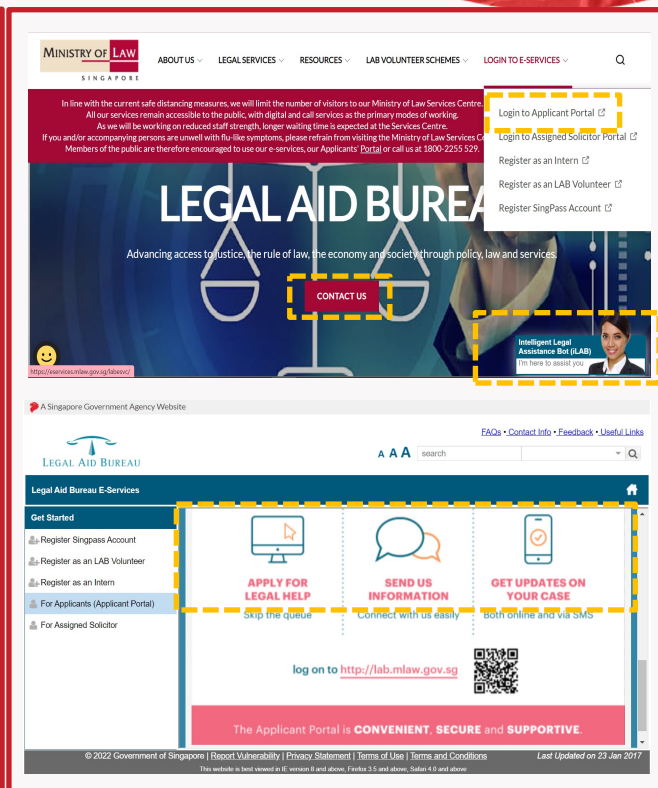 MINISTRY OF LAW
SINGAPORE
ABOUT US
LEGAL SERVICES
RESOURCES
LAB VOLUNTEER SCHEMES
LOGIN TO E-SERVICES
In line with the current safe distancing measures, we will limit the number of visitors to our Ministry of Law Services Centre.
All our services remain accessible to the public, with digital and call services as the primary modes of working.
As we will be working on reduced staff strength, longer waiting time is expected at the Services Centre.
If you and/or accompanying persons are unwell with flu-like symptoms, please refrain from visiting the Ministry of Law Services
Members of the public are therefore encouraged to use our e-services, our Applicants' Portal or call us at 1800-2255 529.
Login to Applicant Portal
Login to Assigned Solicitor Portal
Register as an Intern
Register as an LAB Volunteer
Register SingPass Account
LEGAL AID BUREA
Advancing access to justice, the rule of law, the economy and society through policy, law and services.
CONTACT US
Intelligent Legal
Assistance Bot (iLAB)
I'm here to assist you
https://eservices.mlaw.gov.sg/labesvc/
A Singapore Government Agency Website
FAQs • Contact Info • Feedback • Useful Links
LEGAL AID BUREAU
A A A
search
Legal Aid Bureau E-Services
Get Started
Register Singpass Account
Register as an LAB Volunteer
Register as an Intern
For Applicants (Applicant Portal)
For Assigned Solicitor
APPLY FOR
LEGAL HELP
Skip the queue
SEND US
INFORMATION
Connect with us easily
GET UPDATES ON
YOUR CASE
Both online and via SMS
log on to http://lab.mlaw.gov.sg
The Applicant Portal is CONVENIENT, SECURE and SUPPORTIVE.
© 2022 Government of Singapore | Report Vulnerability | Privacy Statement | Terms of Use | Terms and Conditions
Last Updated on 23 Jan 2017
This website is best viewed in IE version 8 and above, Firefox 3.5 and above, Safari 4.0 and above